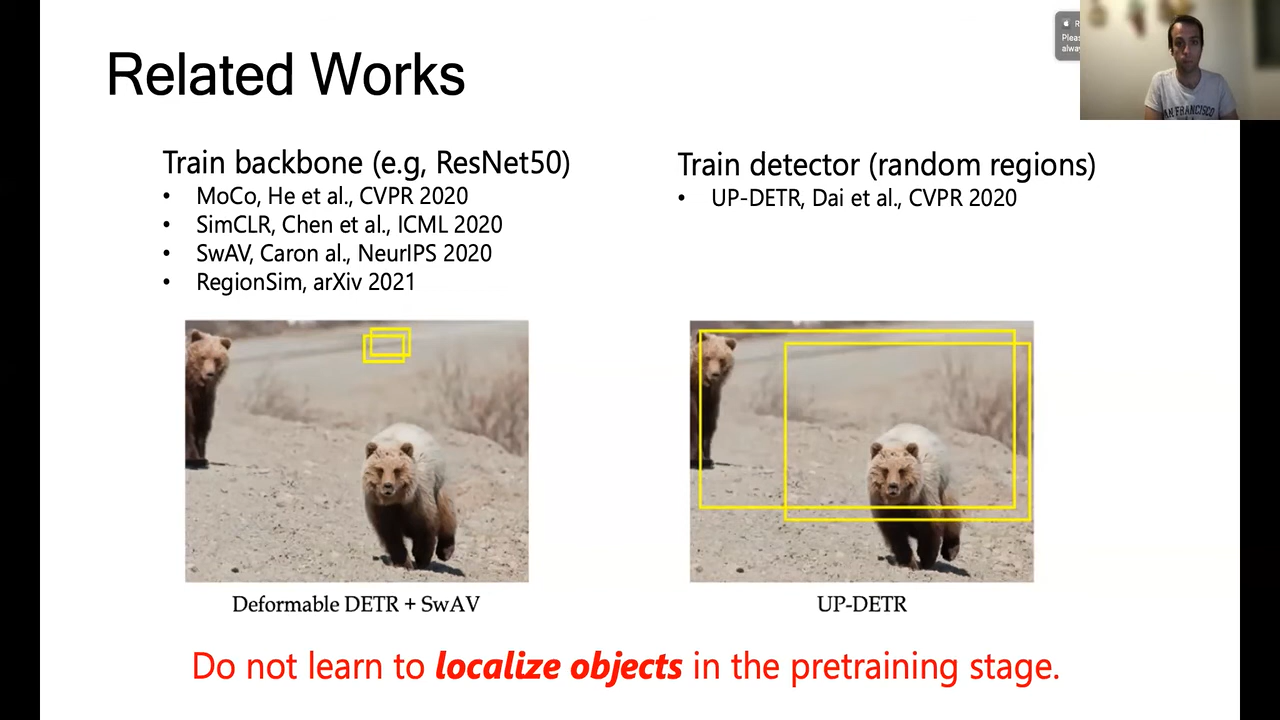 Related Works
Train backbone (e.g, ResNet50)
• MoCo, He et al., CVPR 2020
• SimCLR, Chen et al., ICML 2020
• SwAV, Caron al., NeurIPS 2020
• RegionSim, arXiv 2021
Deformable DETR + SwAV
Train detector (random regions)
• UP-DETR, Dai et al., CVPR 2020
UP-DETR
Do not learn to localize objects in the pretraining stage.
FRANCISCO